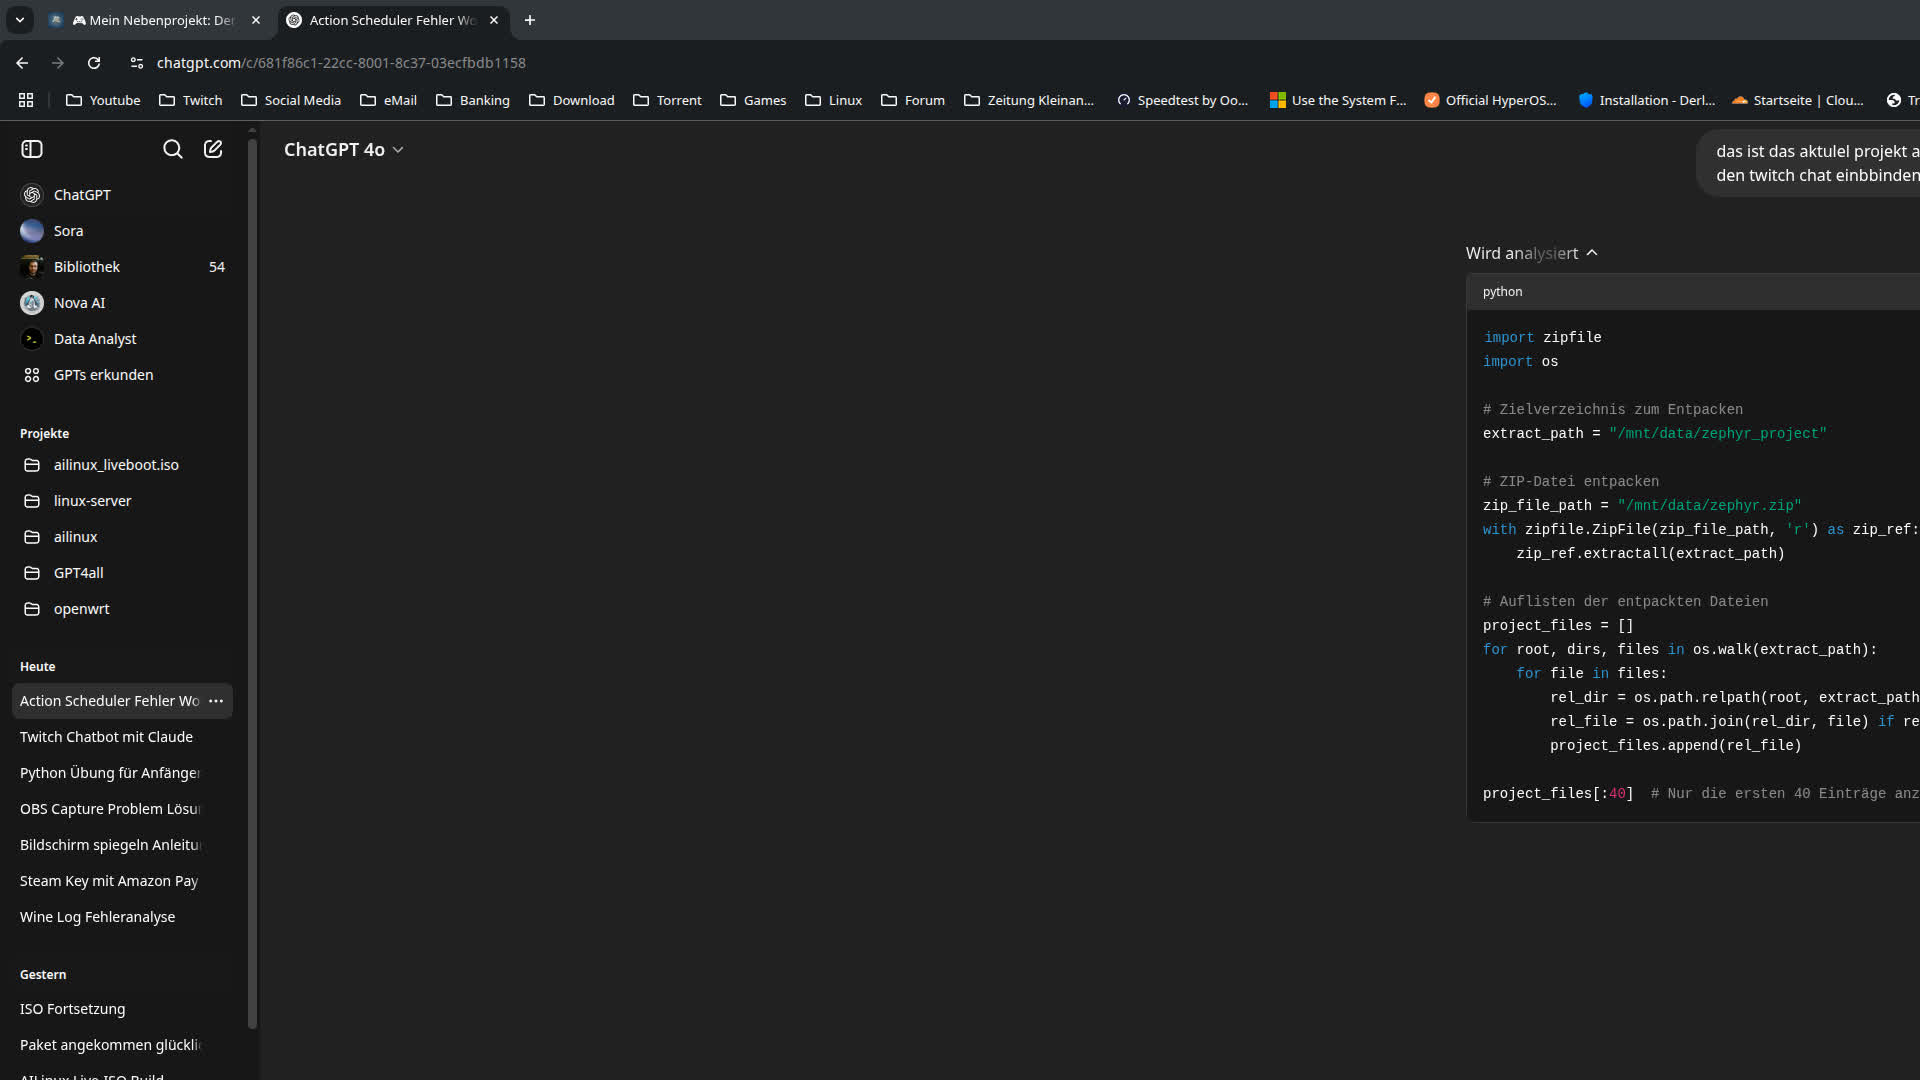 🎮 Mein Nebenprojekt: De
Action Scheduler Fehler Wo
chatgpt.com/c/681f86c1-22cc-8001-8c37-03ecfbdb1158
Youtube
Twitch
Social Media
eMail
Banking
Download
Torrent
Games
Linux
Forum
Zeitung Kleinan...
Speedtest by Oo...
Use the System F...
Official HyperOS...
Installation - Derl...
Startseite | Clou...
Tr
ChatGPT 4o
das ist das aktulel projekt a
den twitch chat einbbinden
ChatGPT
Sora
Bibliothek 54
Nova AI
Data Analyst
GPTs erkunden
Projekte
ailinux_liveboot.iso
linux-server
ailinux
GPT4all
openwrt
Heute
Action Scheduler Fehler Wo
Twitch Chatbot mit Claude
Python Übung für Anfänger
OBS Capture Problem Lösu
Bildschirm spiegeln Anleitu
Steam Key mit Amazon Pay
Wine Log Fehleranalyse
Gestern
ISO Fortsetzung
Paket angekommen glückli
AILinux Live ISO Build
Wird analysiert
python
import zipfile
import os
# Zielverzeichnis zum Entpacken
extract_path = "/mnt/data/zephyr_project"
# ZIP-Datei entpacken
zip_file_path = "/mnt/data/zephyr.zip"
with zipfile.ZipFile(zip_file_path, 'r') as zip_ref:
zip_ref.extractall(extract_path)
# Auflisten der entpackten Dateien
project_files = []
for root, dirs, files in os.walk(extract_path):
for file in files:
rel_dir = os.path.relpath(root, extract_path
rel_file = os.path.join(rel_dir, file) if re
project_files.append(rel_file)
project_files[:40] # Nur die ersten 40 Einträge anz